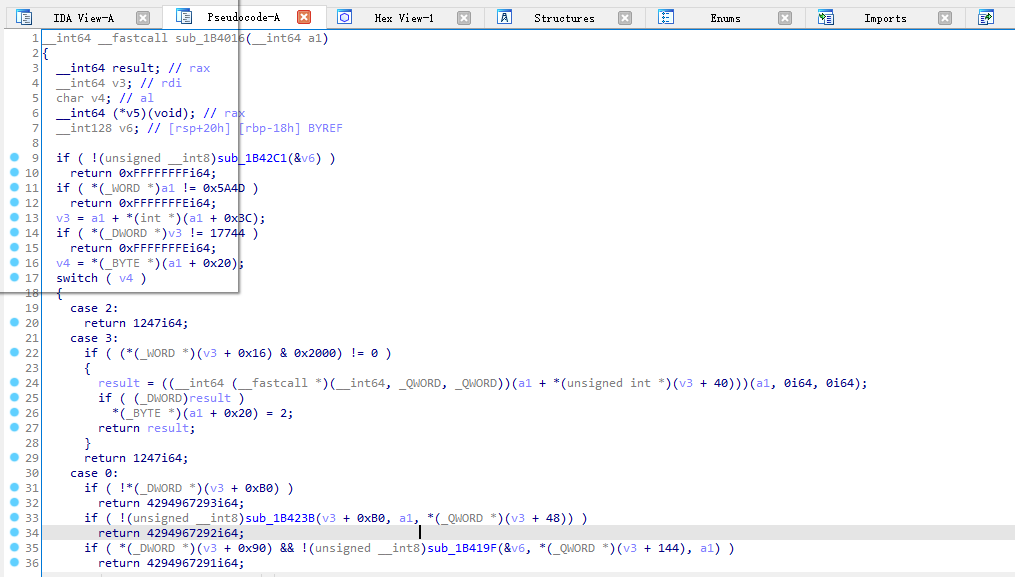 IDA View-A Pseudocode-A Hex View-1 Structures Enums Imports
1 __int64 __fastcall sub_1B4016(__int64 a1)
2 {
3 __int64 result; // rax
4 __int64 v3; // rdi
5 char v4; // al
6 __int64 (*v5)(void); // rax
7 __int128 v6; // [rsp+20h] [rbp-18h] BYREF
8
9 if ( !(unsigned __int8)sub_1B42C1(&v6) )
10 return 0xFFFFFFFFi64;
11 if ( *(_WORD *)a1 != 0x5A4D )
12 return 0xFFFFFFFEi64;
13 v3 = a1 + *(int *)(a1 + 0x3C);
14 if ( *(_DWORD *)v3 != 17744 )
15 return 0xFFFFFFFEi64;
16 v4 = *(_BYTE *)(a1 + 0x20);
17 switch ( v4 )
18 {
19 case 2:
20 return 1247i64;
21 case 3:
22 if ( (*(_WORD *)(v3 + 0x16) & 0x2000) != 0 )
23 {
24 result = ((__int64 (__fastcall *)(__int64, _QWORD, _QWORD))(a1 + *(unsigned int *)(v3 + 40)))(a1, 0i64, 0i64);
25 if ( (_DWORD)result )
26 *(_BYTE *)(a1 + 0x20) = 2;
27 return result;
28 }
29 return 1247i64;
30 case 0:
31 if ( !*(_DWORD *)(v3 + 0xB0) )
32 return 4294967293i64;
33 if ( !(unsigned __int8)sub_1B423B(v3 + 0xB0, a1, *(_QWORD *)(v3 + 48)) )
34 return 4294967292i64;
35 if ( *(_DWORD *)(v3 + 0x90) && !(unsigned __int8)sub_1B419F(&v6, *(_QWORD *)(v3 + 144), a1) )
36 return 4294967291i64;